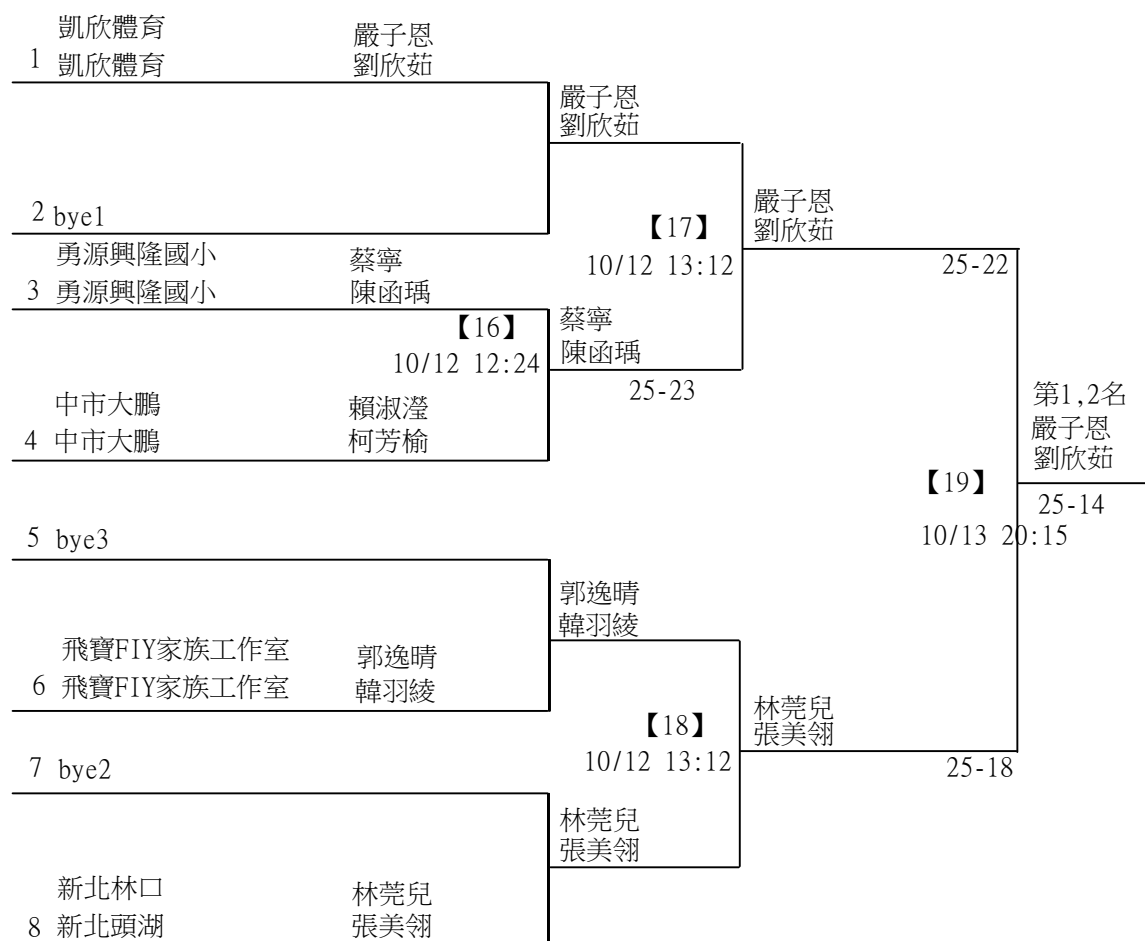 凱欣體育 嚴子恩
1 凱欣體育 劉欣茹
嚴子恩
劉欣茹
2 bye1
嚴子恩
劉欣茹
【17】
10/12 13:12
25-22
勇源興隆國小 蔡寧
3 勇源興隆國小 陳函瑀
【16】
10/12 12:24
蔡寧
陳函瑀
25-23
中市大鵬 賴淑瀅
4 中市大鵬 柯芳榆
第1,2名
嚴子恩
劉欣茹
【19】
25-14
10/13 20:15
5 bye3
郭逸晴
韓羽綾
飛寶FIY家族工作室 郭逸晴
6 飛寶FIY家族工作室 韓羽綾
【18】
10/12 13:12
林莞兒
張美翎
25-18
7 bye2
林莞兒
張美翎
新北林口 林莞兒
8 新北頭湖 張美翎